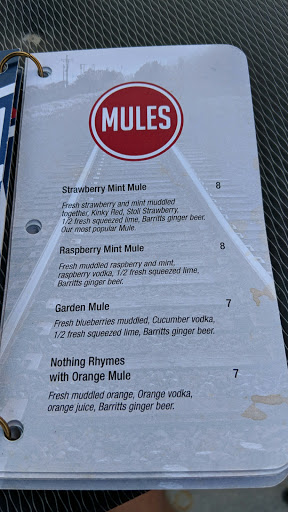 MULES
Strawberry Mint Mule 8
Fresh strawberry and mint muddled
together, Kinky Red, Stoli Strawberry,
1/2 fresh squeezed lime, Barritts ginger beer.
Our most popular Mule.
Raspberry Mint Mule 8
Fresh muddled raspberry and mint,
raspberry vodka, 1/2 fresh squeezed lime,
Barritts ginger beer.
Garden Mule 7
Fresh blueberries muddled, Cucumber vodka,
1/2 fresh squeezed lime, Barritts ginger beer.
Nothing Rhymes
with Orange Mule 7
Fresh muddled orange, Orange vodka,
orange juice, Barritts ginger beer.